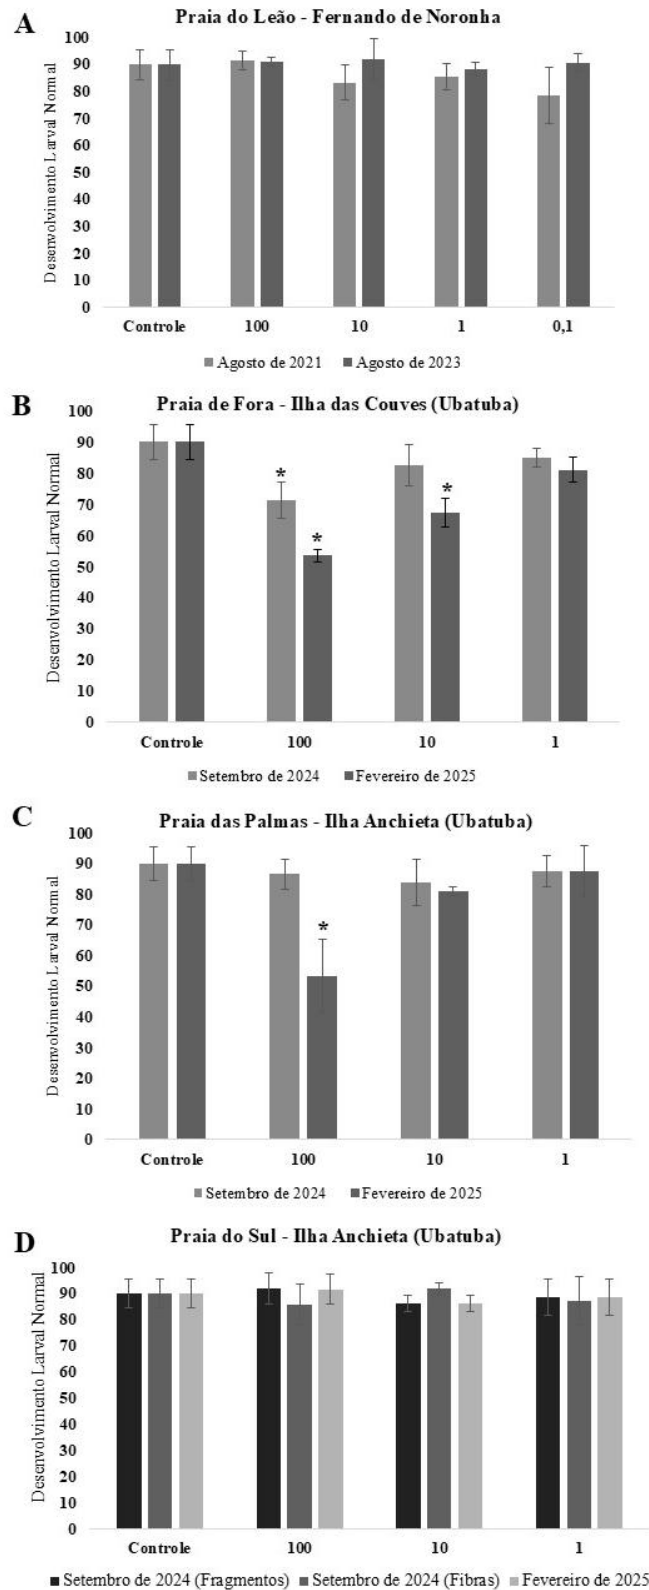 A
Praia do Leão - Fernando de Noronha
Desenvolvimento Larval Normal
100
90
80
70
60
50
40
30
20
10
0
Controle 100 10 1 0,1
Agosto de 2021 Agosto de 2023
B
Praia de Fora - Ilha das Couves (Ubatuba)
Desenvolvimento Larval Normal
100
90
80
70
60
50
40
30
20
10
0
*
*
*
Controle 100 10 1
Setembro de 2024 Fevereiro de 2025
C
Praia das Palmas - Ilha Anchieta (Ubatuba)
Desenvolvimento Larval Normal
100
90
80
70
60
50
40
30
20
10
0
*
Controle 100 10 1
Setembro de 2024 Fevereiro de 2025
D
Praia do Sul - Ilha Anchieta (Ubatuba)
Desenvolvimento Larval Normal
100
90
80
70
60
50
40
30
20
10
0
Controle 100 10 1
Setembro de 2024 (Fragmentos) Setembro de 2024 (Fibras) Fevereiro de 2025